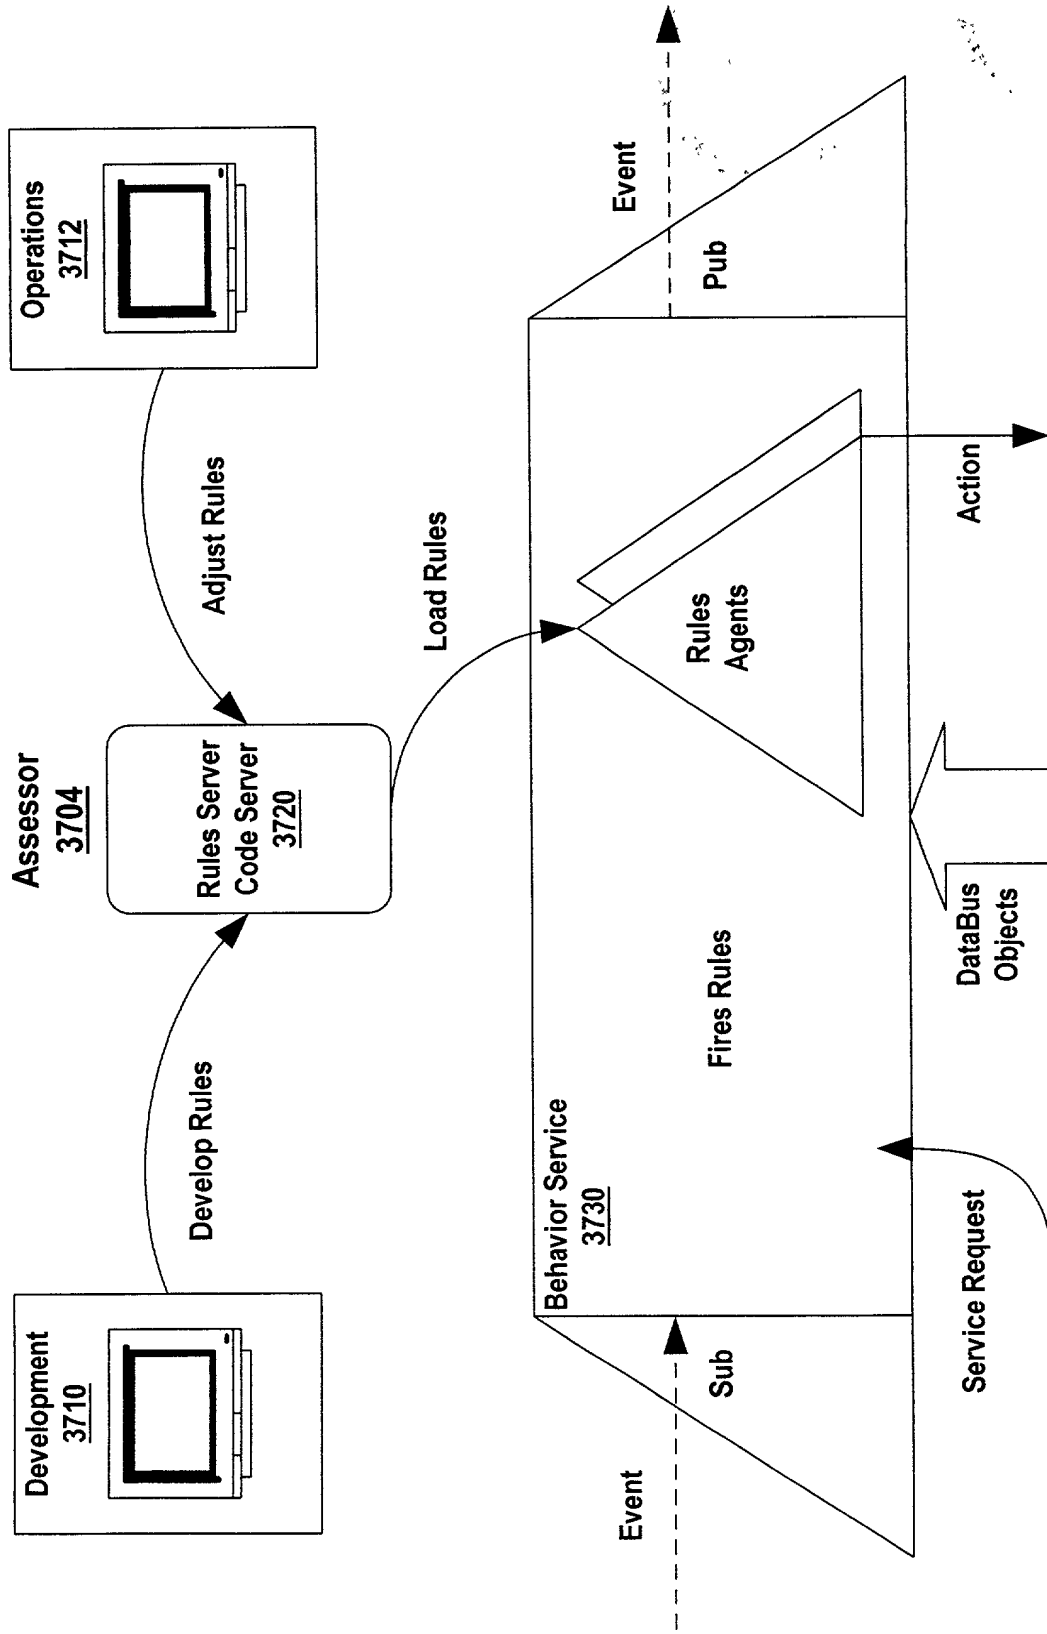 Assessor
3704
Development
3710
Operations
3712
Rules Server
Code Server
3720
Develop Rules
Adjust Rules
Load Rules
Behavior Service
3730
Event
Sub
Fires Rules
Rules
Agents
Pub
Event
Service Request
DataBus
Objects
Action